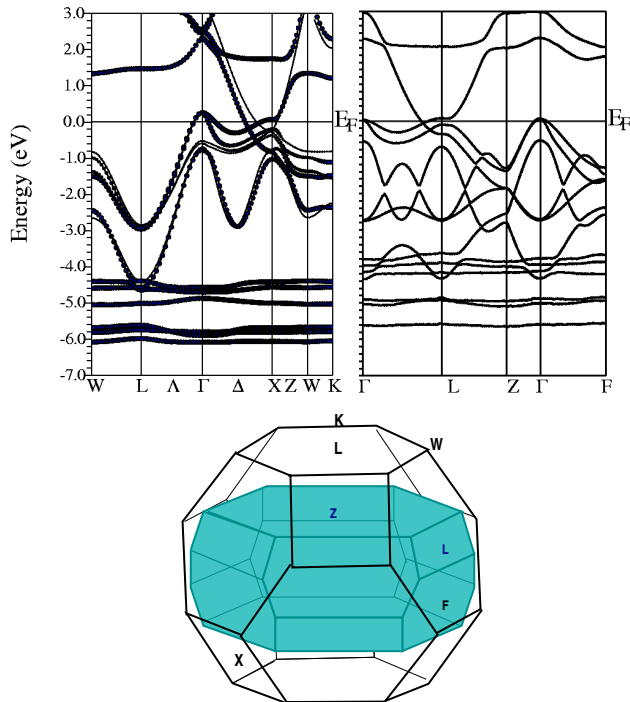 3.0
2.0
1.0
0.0
-1.0
-2.0
-3.0
-4.0
-5.0
-6.0
-7.0
Energy (eV)
E_F
E_F
W L Λ Γ Δ X Z W K
Γ L Z Γ F
K
L
W
Z
L
F
X